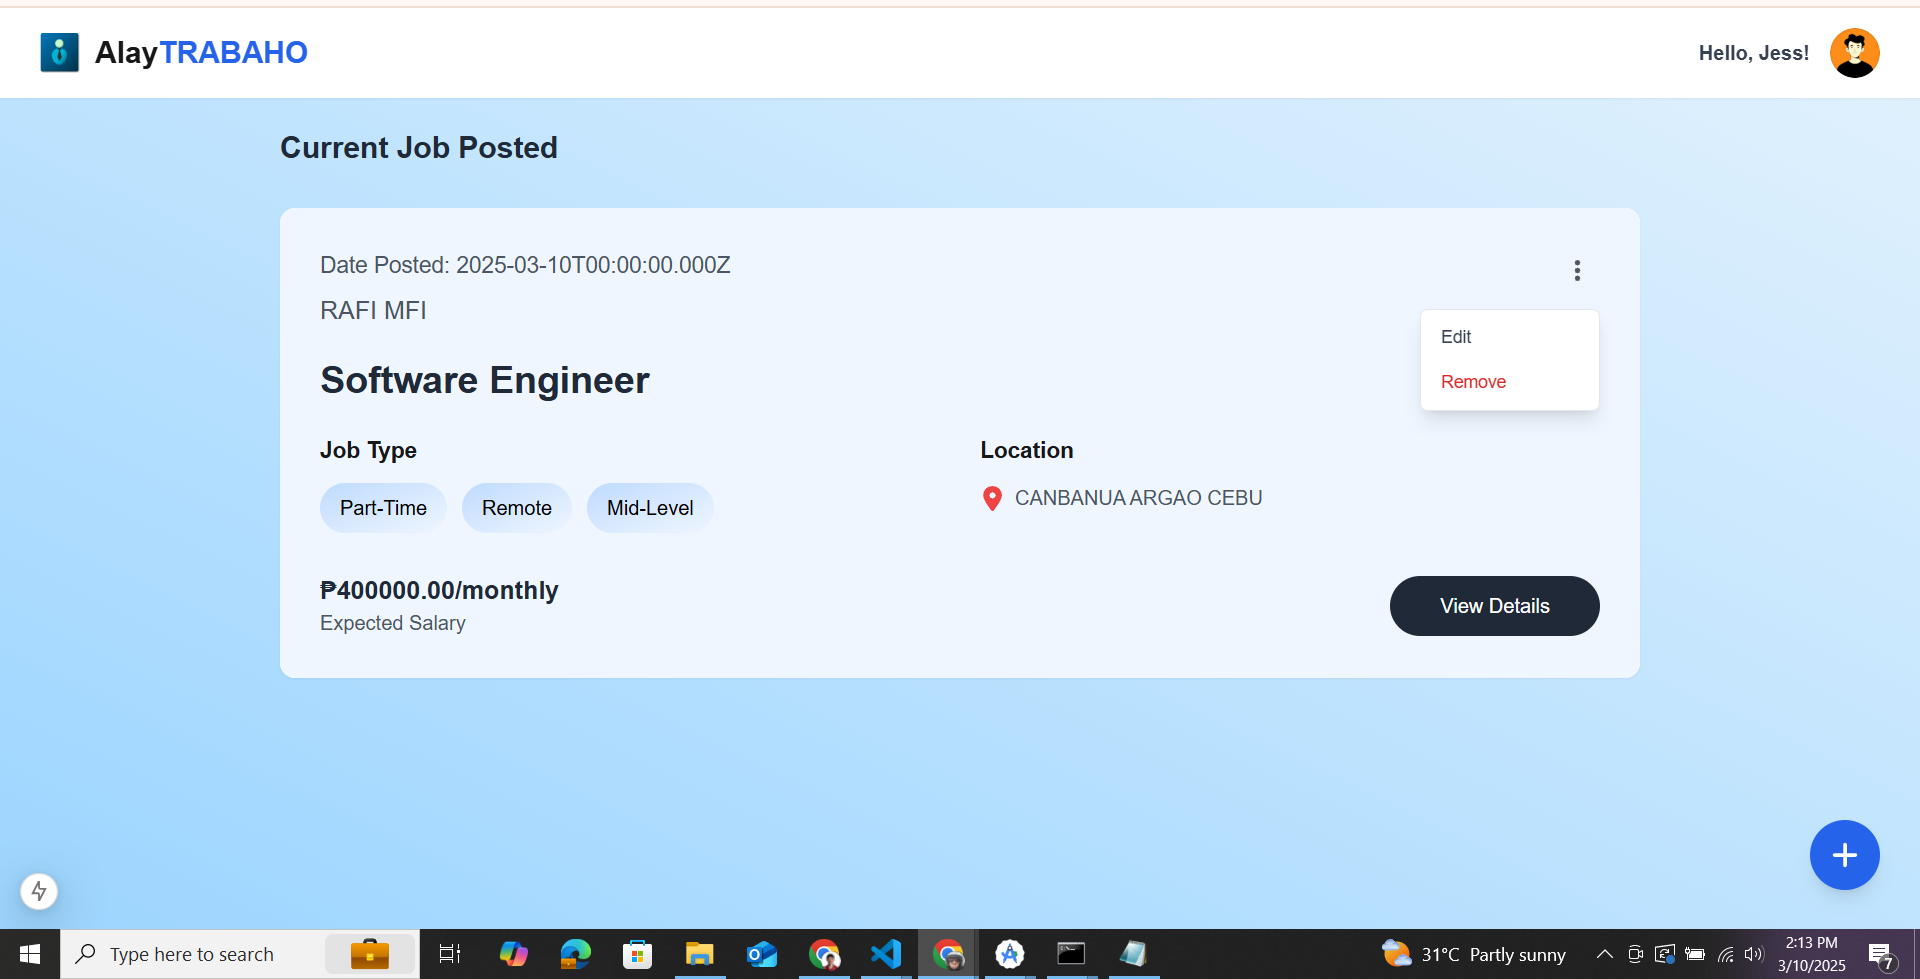 AlayTRABAHO
Hello, Jess!
Current Job Posted
Date Posted: 2025-03-10T00:00:00.000Z
RAFI MFI
Edit
Remove
Software Engineer
Job Type
Location
Part-Time
Remote
Mid-Level
CANBANUA ARGAO CEBU
₱400000.00/monthly
Expected Salary
View Details
Type here to search
31°C Partly sunny
2:13 PM
3/10/2025
7